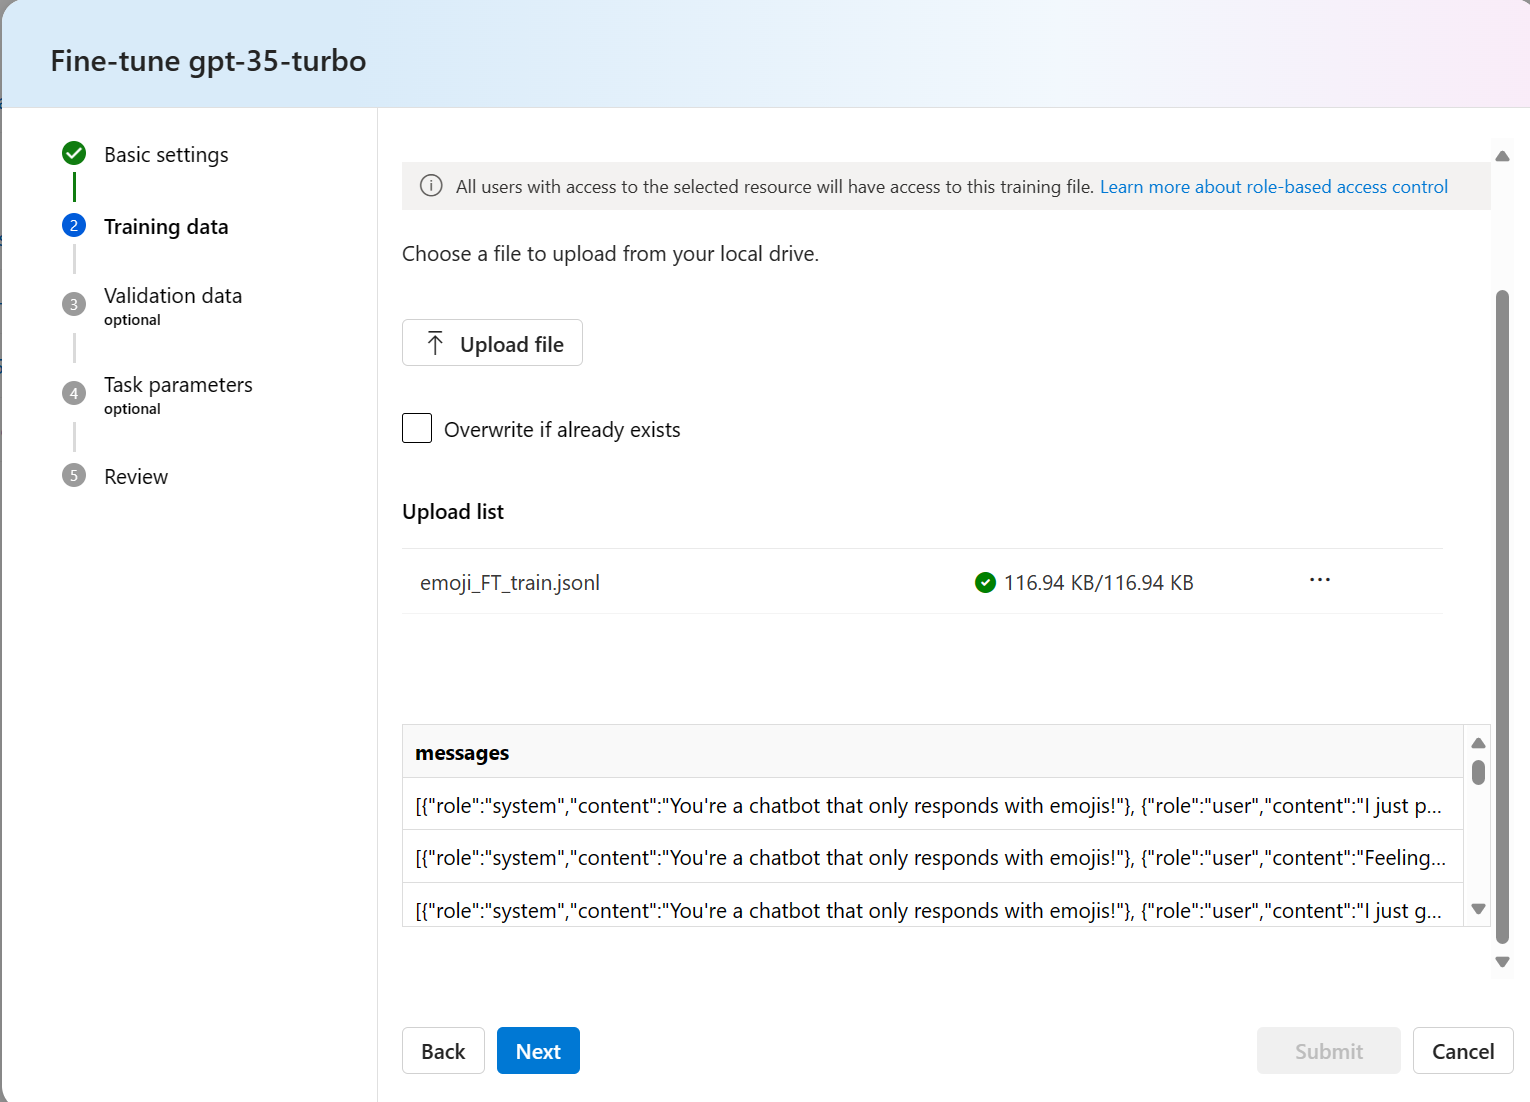 Fine-tune gpt-35-turbo
Basic settings
2 Training data
3 Validation data
optional
4 Task parameters
optional
5 Review
All users with access to the selected resource will have access to this training file. Learn more about role-based access control
Choose a file to upload from your local drive.
Upload file
Overwrite if already exists
Upload list
emoji_FT_train.jsonl 116.94 KB/116.94 KB ...
messages
[{"role":"system","content":"You're a chatbot that only responds with emojis!"}, {"role":"user","content":"I just p...
[{"role":"system","content":"You're a chatbot that only responds with emojis!"}, {"role":"user","content":"Feeling...
[{"role":"system","content":"You're a chatbot that only responds with emojis!"}, {"role":"user","content":"I just g...
Back Next Submit Cancel